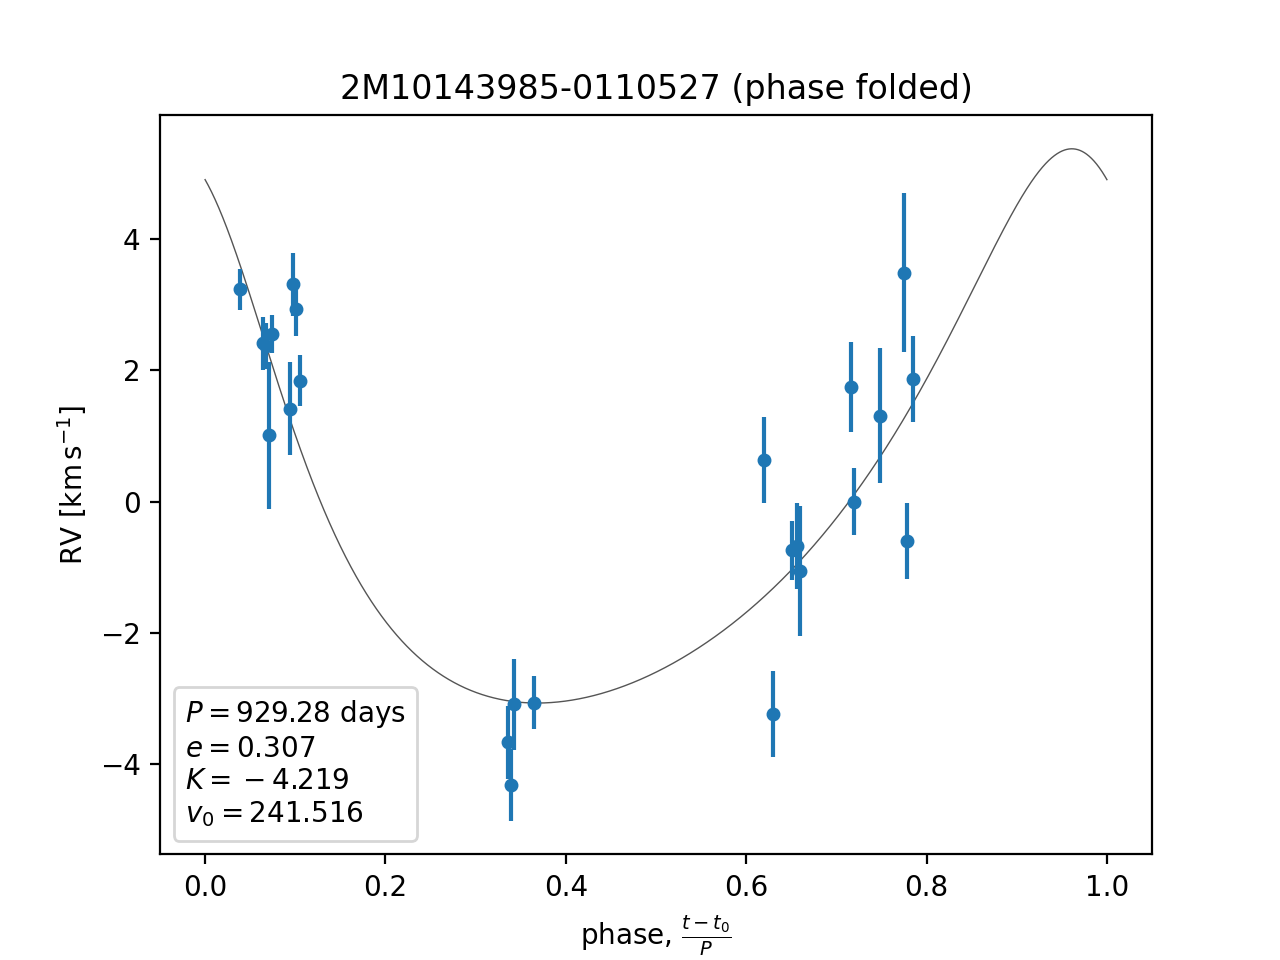 2M10143985-0110527 (phase folded)
RV [km s⁻¹]
4
2
0
−2
−4
P = 929.28 days
e = 0.307
K = −4.219
v₀ = 241.516
0.0 0.2 0.4 0.6 0.8 1.0
phase, (t − t₀)/P